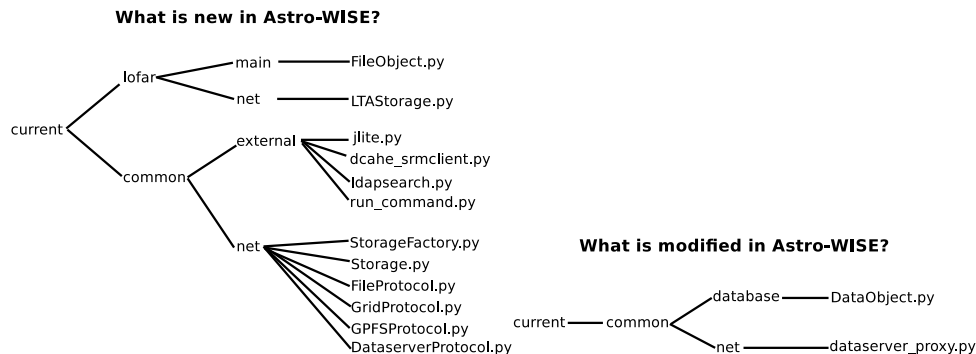 What is new in Astro-WISE?
main
FileObject.py
lofar
net
LTAStorage.py
current
external
jlite.py
dcahe_srmclient.py
common
ldapsearch.py
run_command.py
net
StorageFactory.py
Storage.py
FileProtocol.py
GridProtocol.py
GPFSProtocol.py
DataserverProtocol.py
What is modified in Astro-WISE?
database
DataObject.py
current
common
net
dataserver_proxy.py